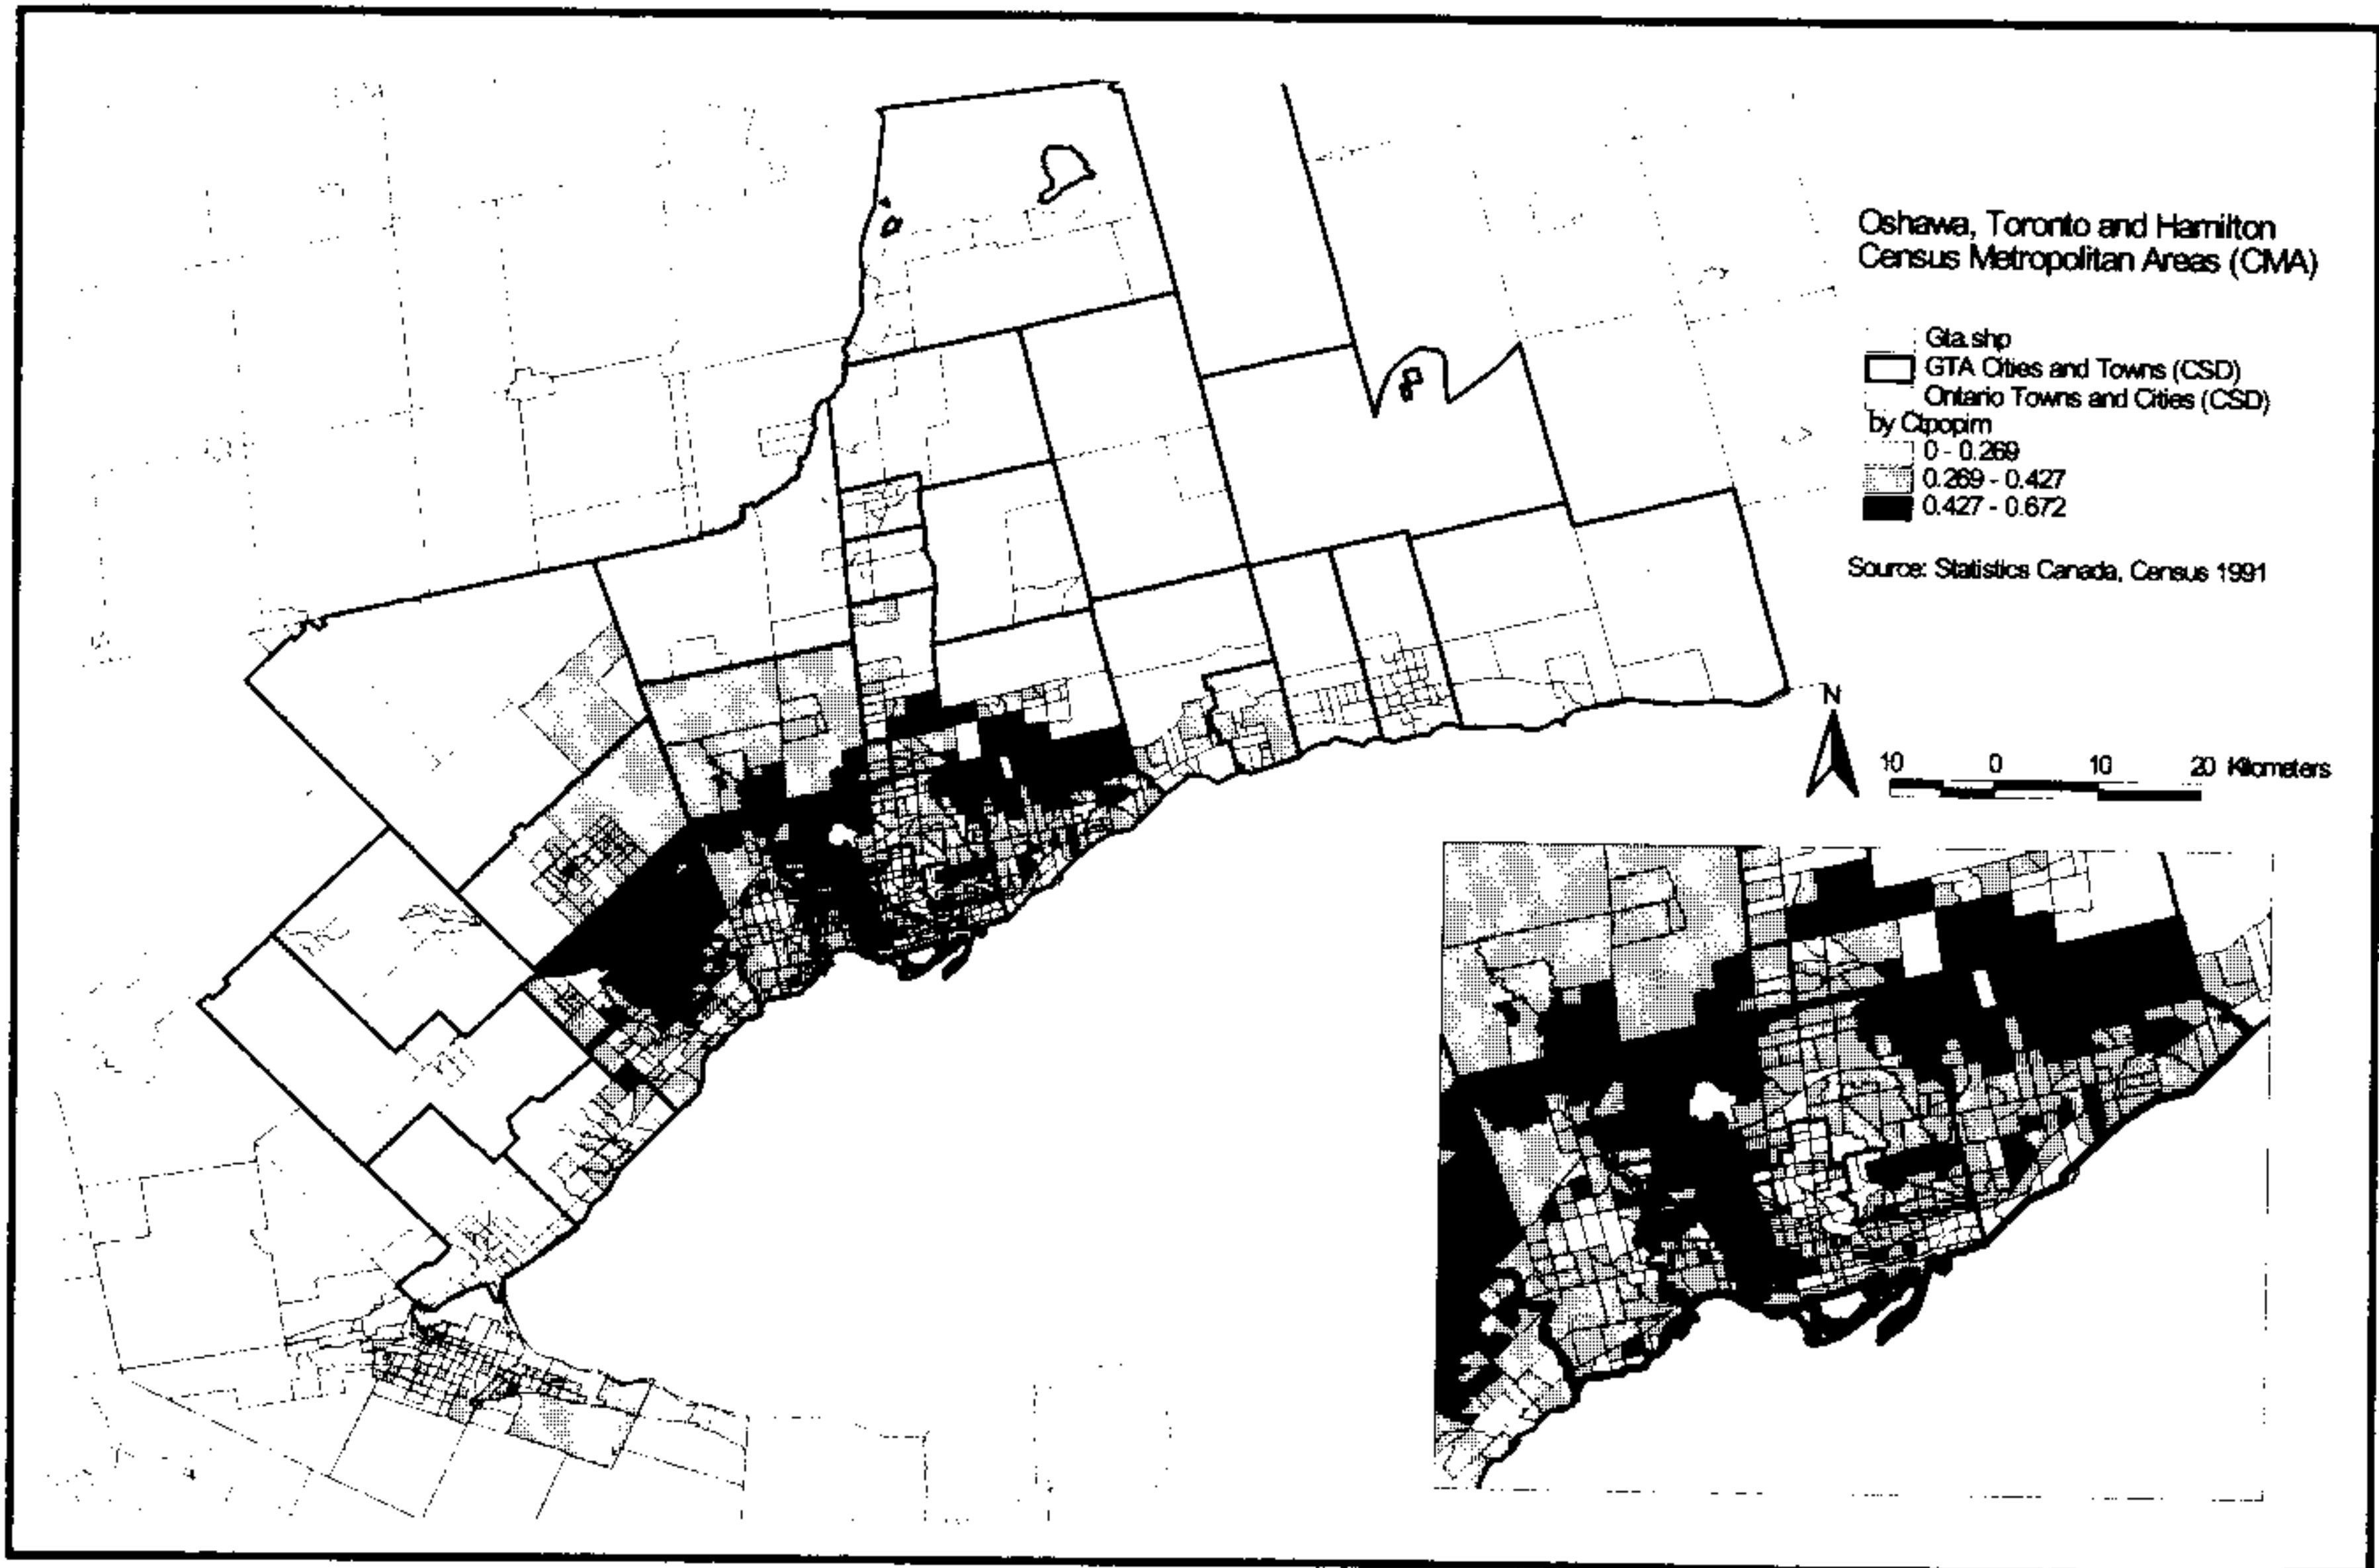 Oshawa, Toronto and Hamilton
Census Metropolitan Areas (CMA)
Gta.shp
GTA Cities and Towns (CSD)
Ontario Towns and Cities (CSD)
by Ctpopim
0 - 0.269
0.269 - 0.427
0.427 - 0.672
Source: Statistics Canada, Census 1991
N
10 0 10 20 Kilometers